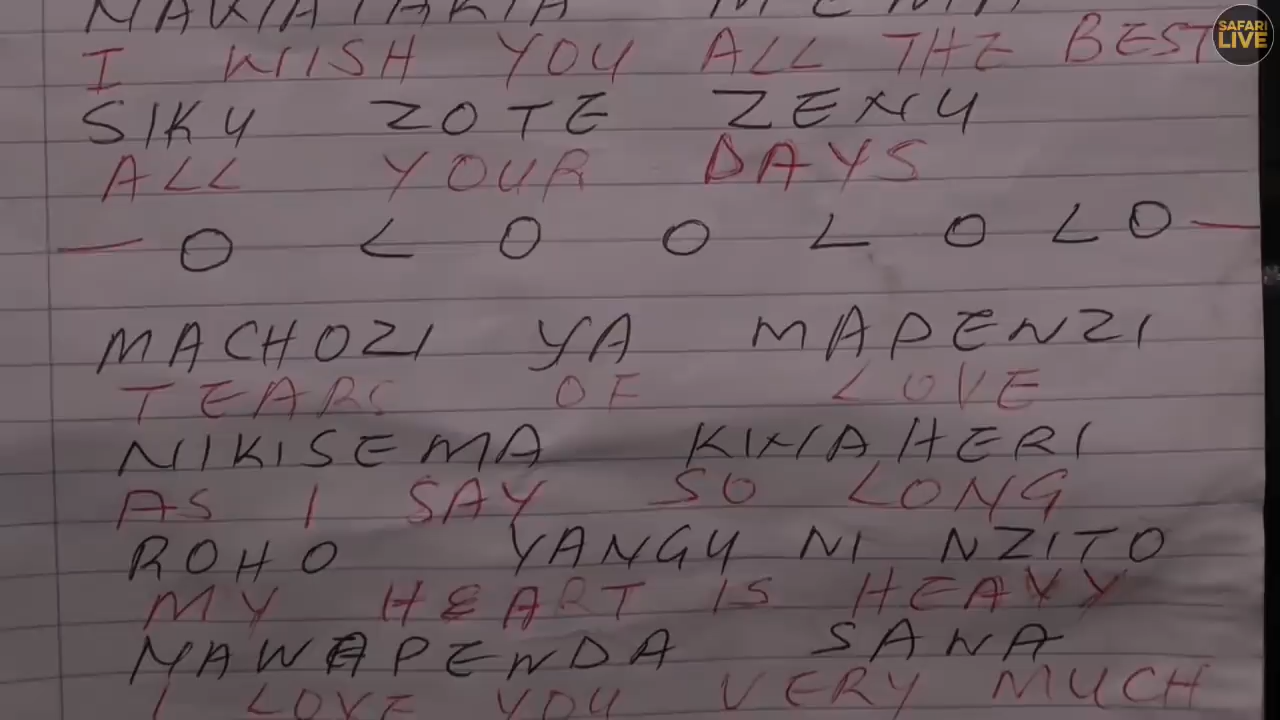 NAWATAKIA MEMA
I WISH YOU ALL THE BEST
SAFARI
LIVE
SIKU ZOTE ZENU
ALL YOUR DAYS
— O L O O L O L O —
MACHOZI YA MAPENZI
TEARS OF LOVE
NIKISEMA KWAHERI
AS I SAY SO LONG
ROHO YANGU NI NZITO
MY HEART IS HEAVY
NAWAPENDA SANA
I LOVE YOU VERY MUCH